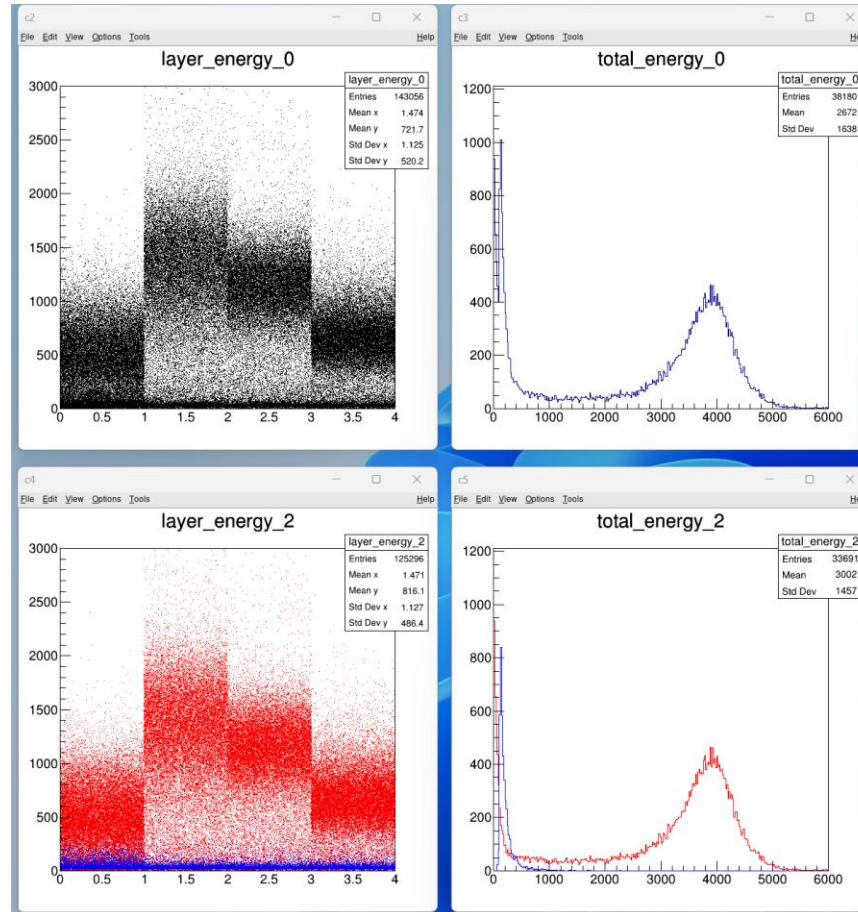 c2
File Edit View Options Tools Help
layer_energy_0
layer_energy_0
Entries 143056
Mean x 1.474
Mean y 721.7
Std Dev x 1.125
Std Dev y 520.2
3000
2500
2000
1500
1000
500
0
0 0.5 1 1.5 2 2.5 3 3.5 4
c3
File Edit View Options Tools He
total_energy_0
total_energy_0
Entries 38180
Mean 2672
Std Dev 1638
1200
1000
800
600
400
200
0
0 1000 2000 3000 4000 5000 6000
c4
File Edit View Options Tools Help
layer_energy_2
layer_energy_2
Entries 125296
Mean x 1.471
Mean y 816.1
Std Dev x 1.127
Std Dev y 486.4
3000
2500
2000
1500
1000
500
0
0 0.5 1 1.5 2 2.5 3 3.5 4
c5
File Edit View Options Tools He
total_energy_2
total_energy_2
Entries 33691
Mean 3002
Std Dev 1457
1200
1000
800
600
400
200
0
0 1000 2000 3000 4000 5000 6000